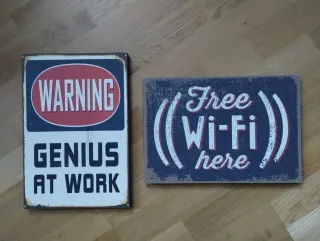 WARNING
GENIUS
AT WORK
Free
Wi-Fi
here